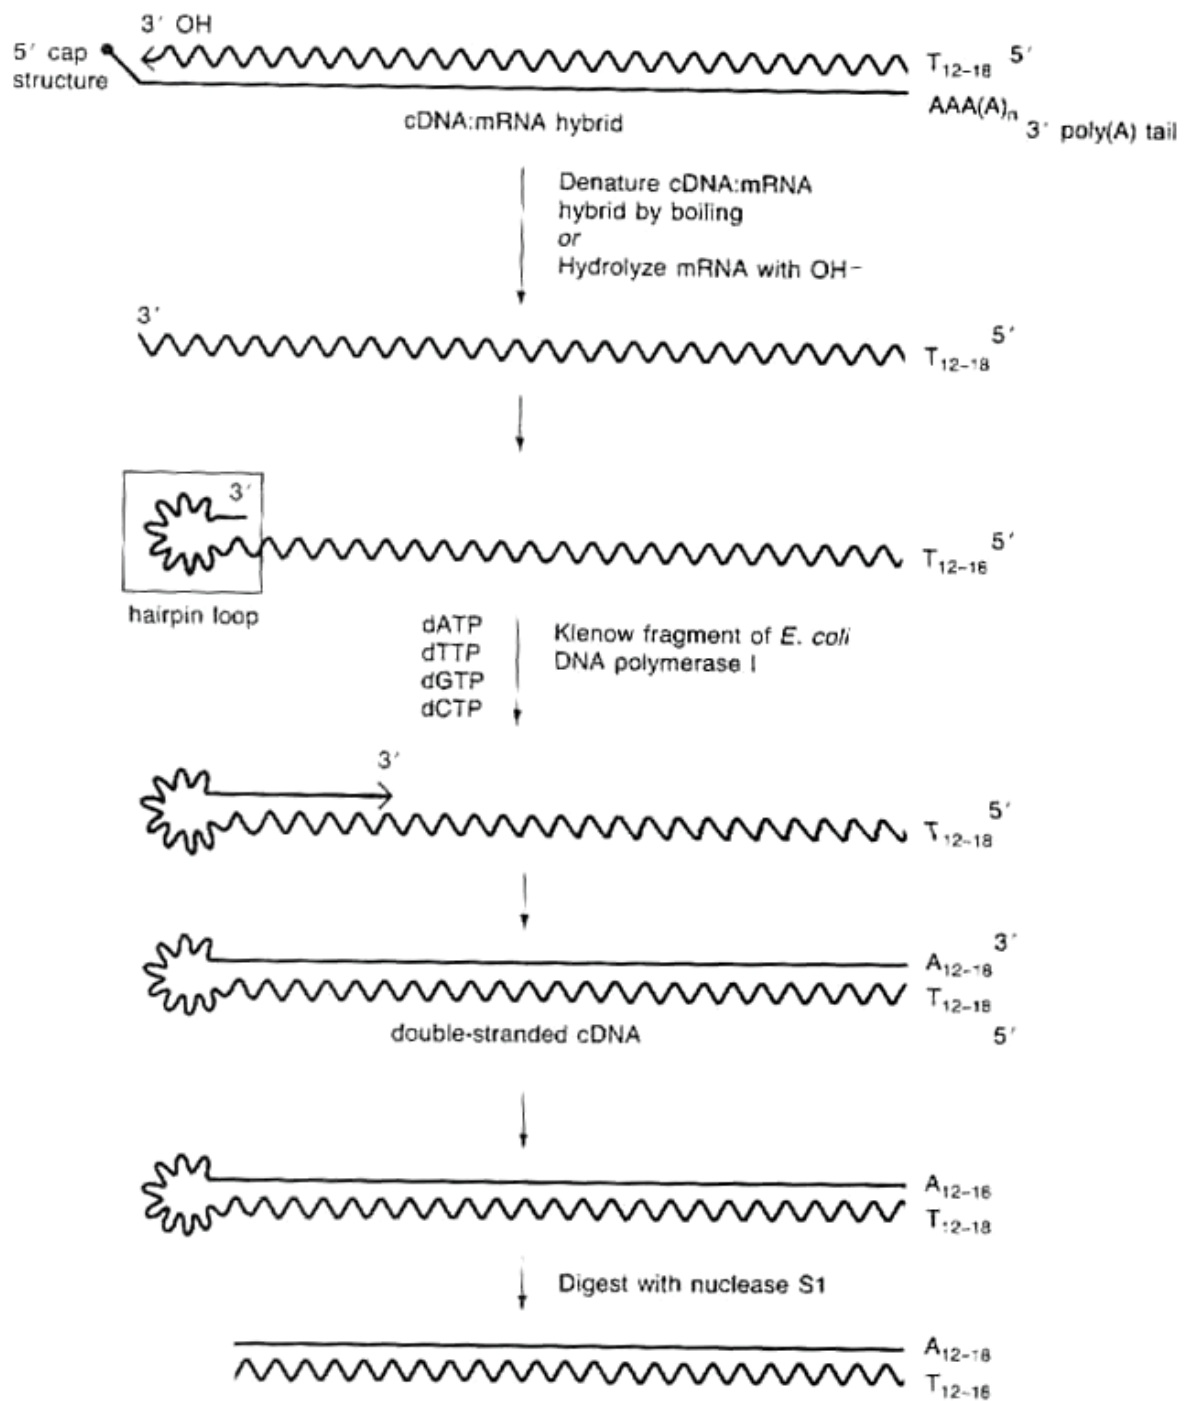 3′ OH
5′ cap
structure
T12–18 5′
AAA(A)n
3′ poly(A) tail
cDNA:mRNA hybrid
Denature cDNA:mRNA
hybrid by boiling
or
Hydrolyze mRNA with OH–
3′
5′
T12–18
3′
5′
T12–16
hairpin loop
dATP
dTTP
dGTP
dCTP
Klenow fragment of E. coli
DNA polymerase I
3′
5′
T12–18
3′
A12–18
T12–18
5′
double-stranded cDNA
A12–16
T12–18
Digest with nuclease S1
A12–18
T12–16